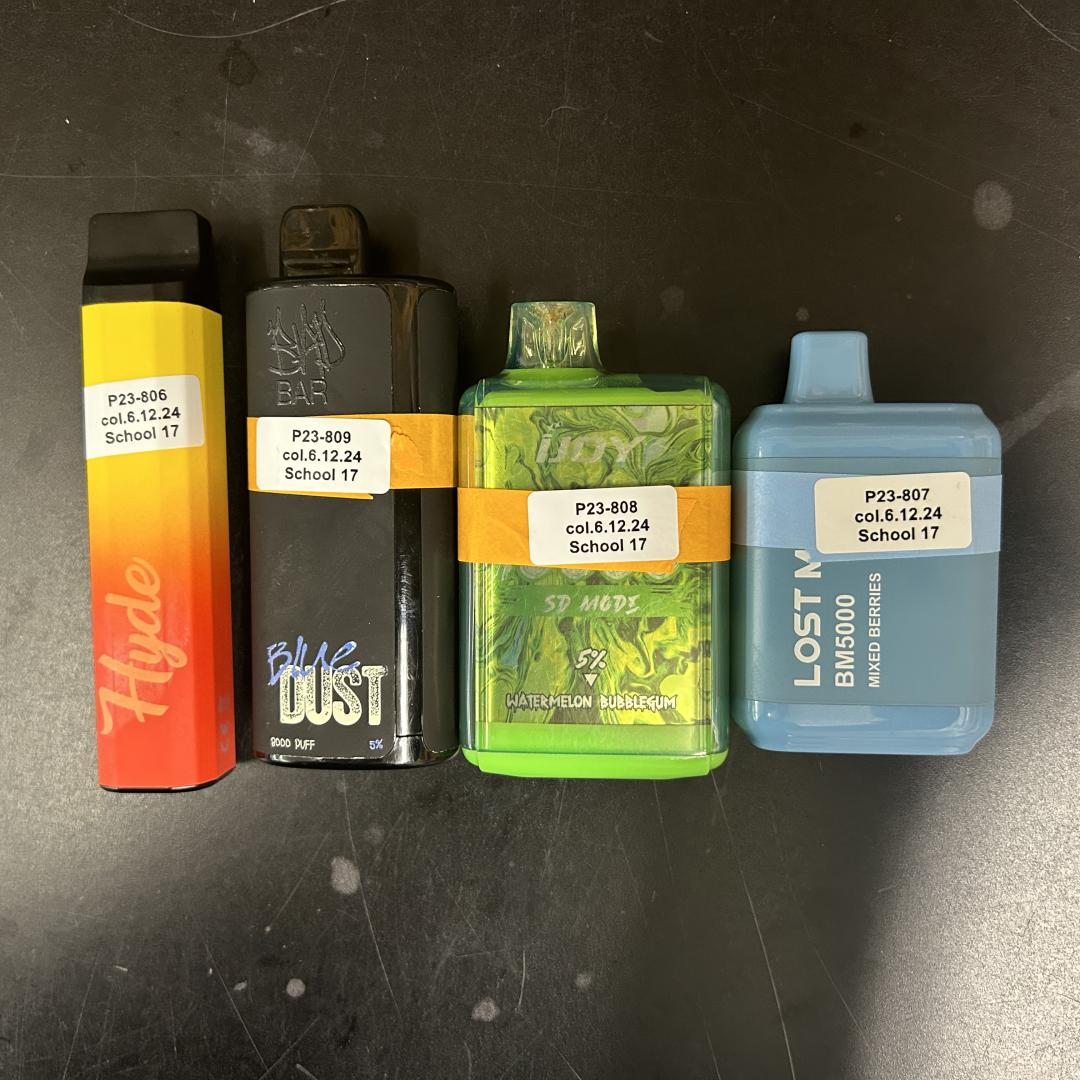 P23-806
col.6.12.24
School 17
Hyde
BAR
P23-809
col.6.12.24
School 17
Blue
DUST
8000 PUFF
5%
iJOY
P23-808
col.6.12.24
School 17
SD MODE
5%
WATERMELON BUBBLEGUM
P23-807
col.6.12.24
School 17
LOST M
BM5000
MIXED BERRIES